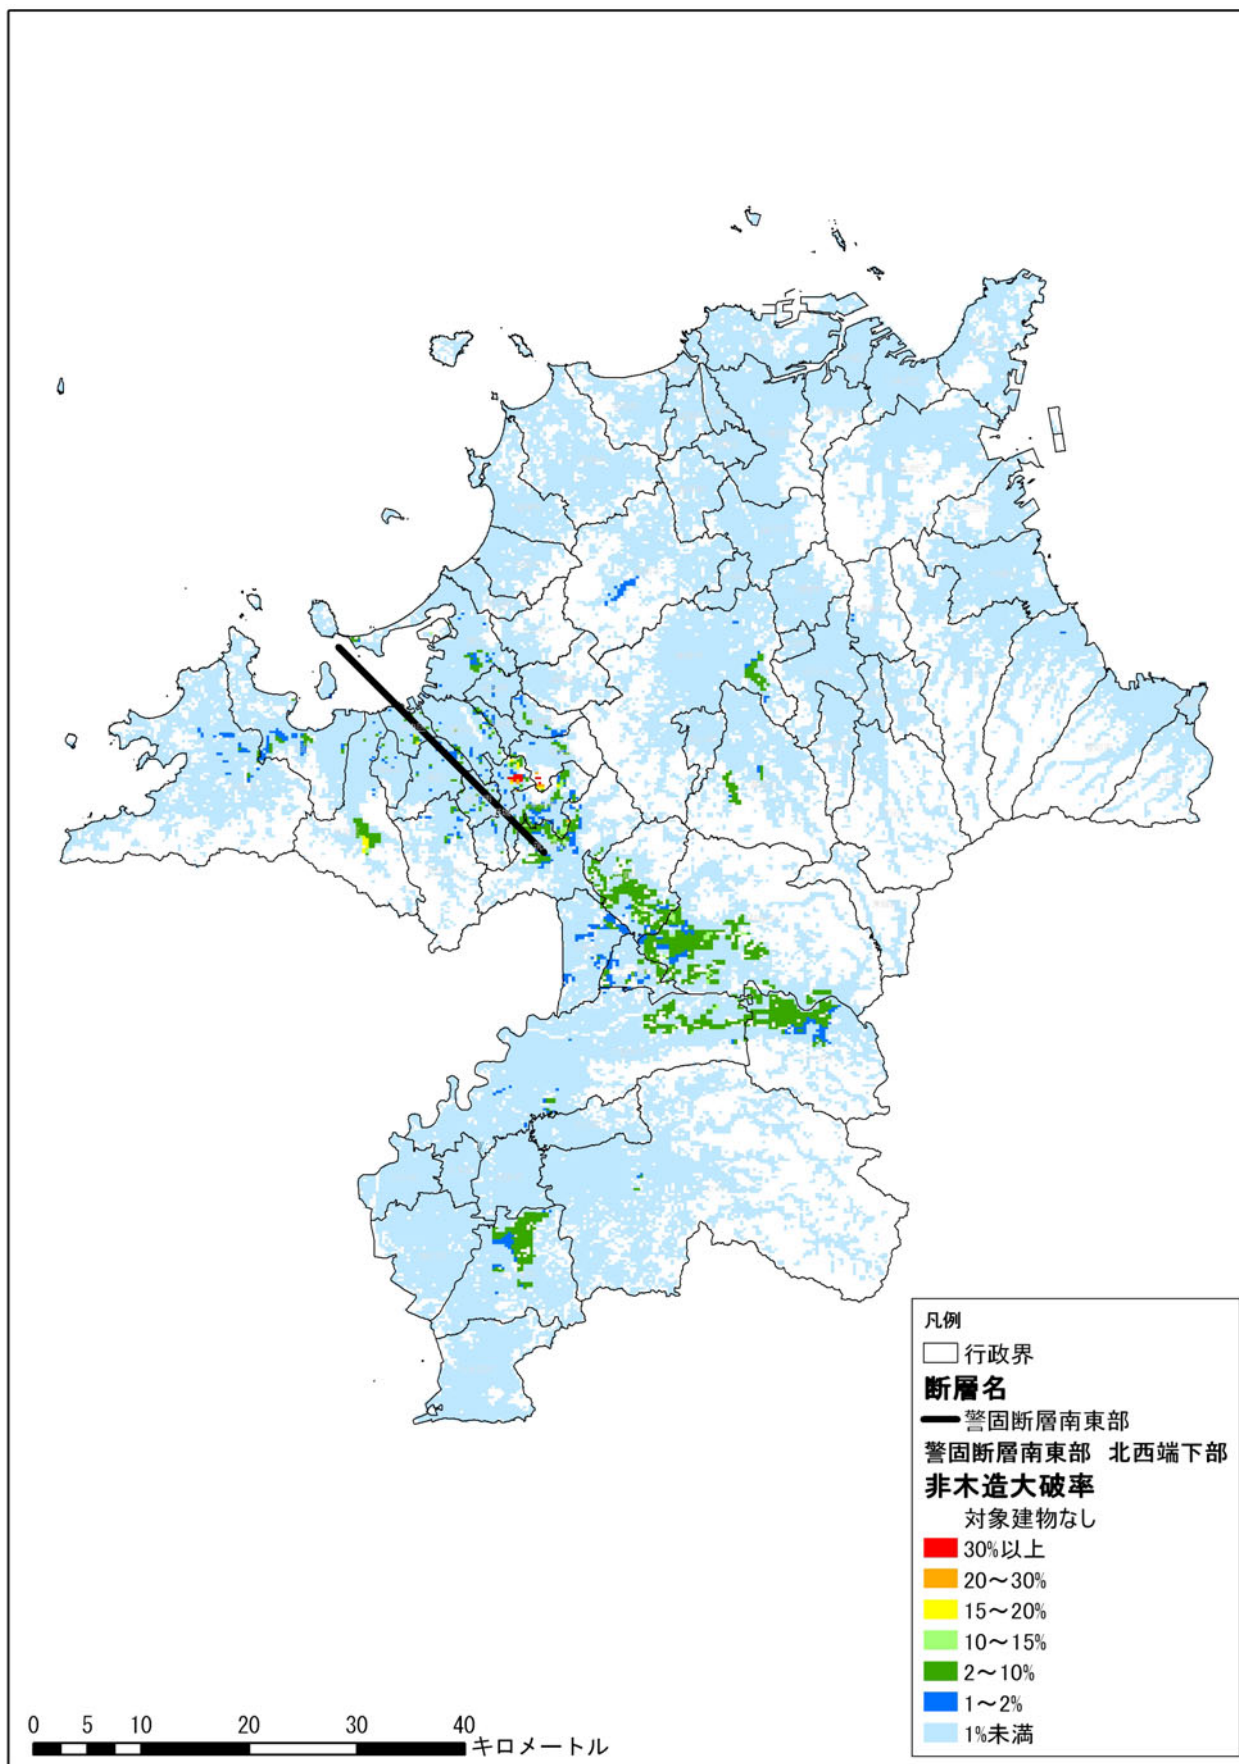 凡例
行政界
断層名
警固断層南東部
警固断層南東部 北西端下部
非木造大破率
対象建物なし
30%以上
20～30%
15～20%
10～15%
2～10%
1～2%
1%未満
0 5 10 20 30 40
キロメートル